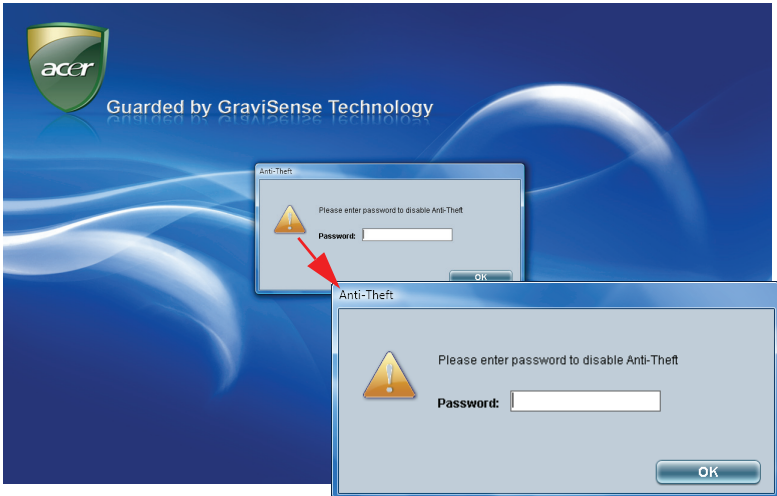 acer
Guarded by GraviSense Technology
Anti-Theft
Please enter password to disable Anti-Theft
Password:
OK
Anti-Theft
Please enter password to disable Anti-Theft
Password:
OK